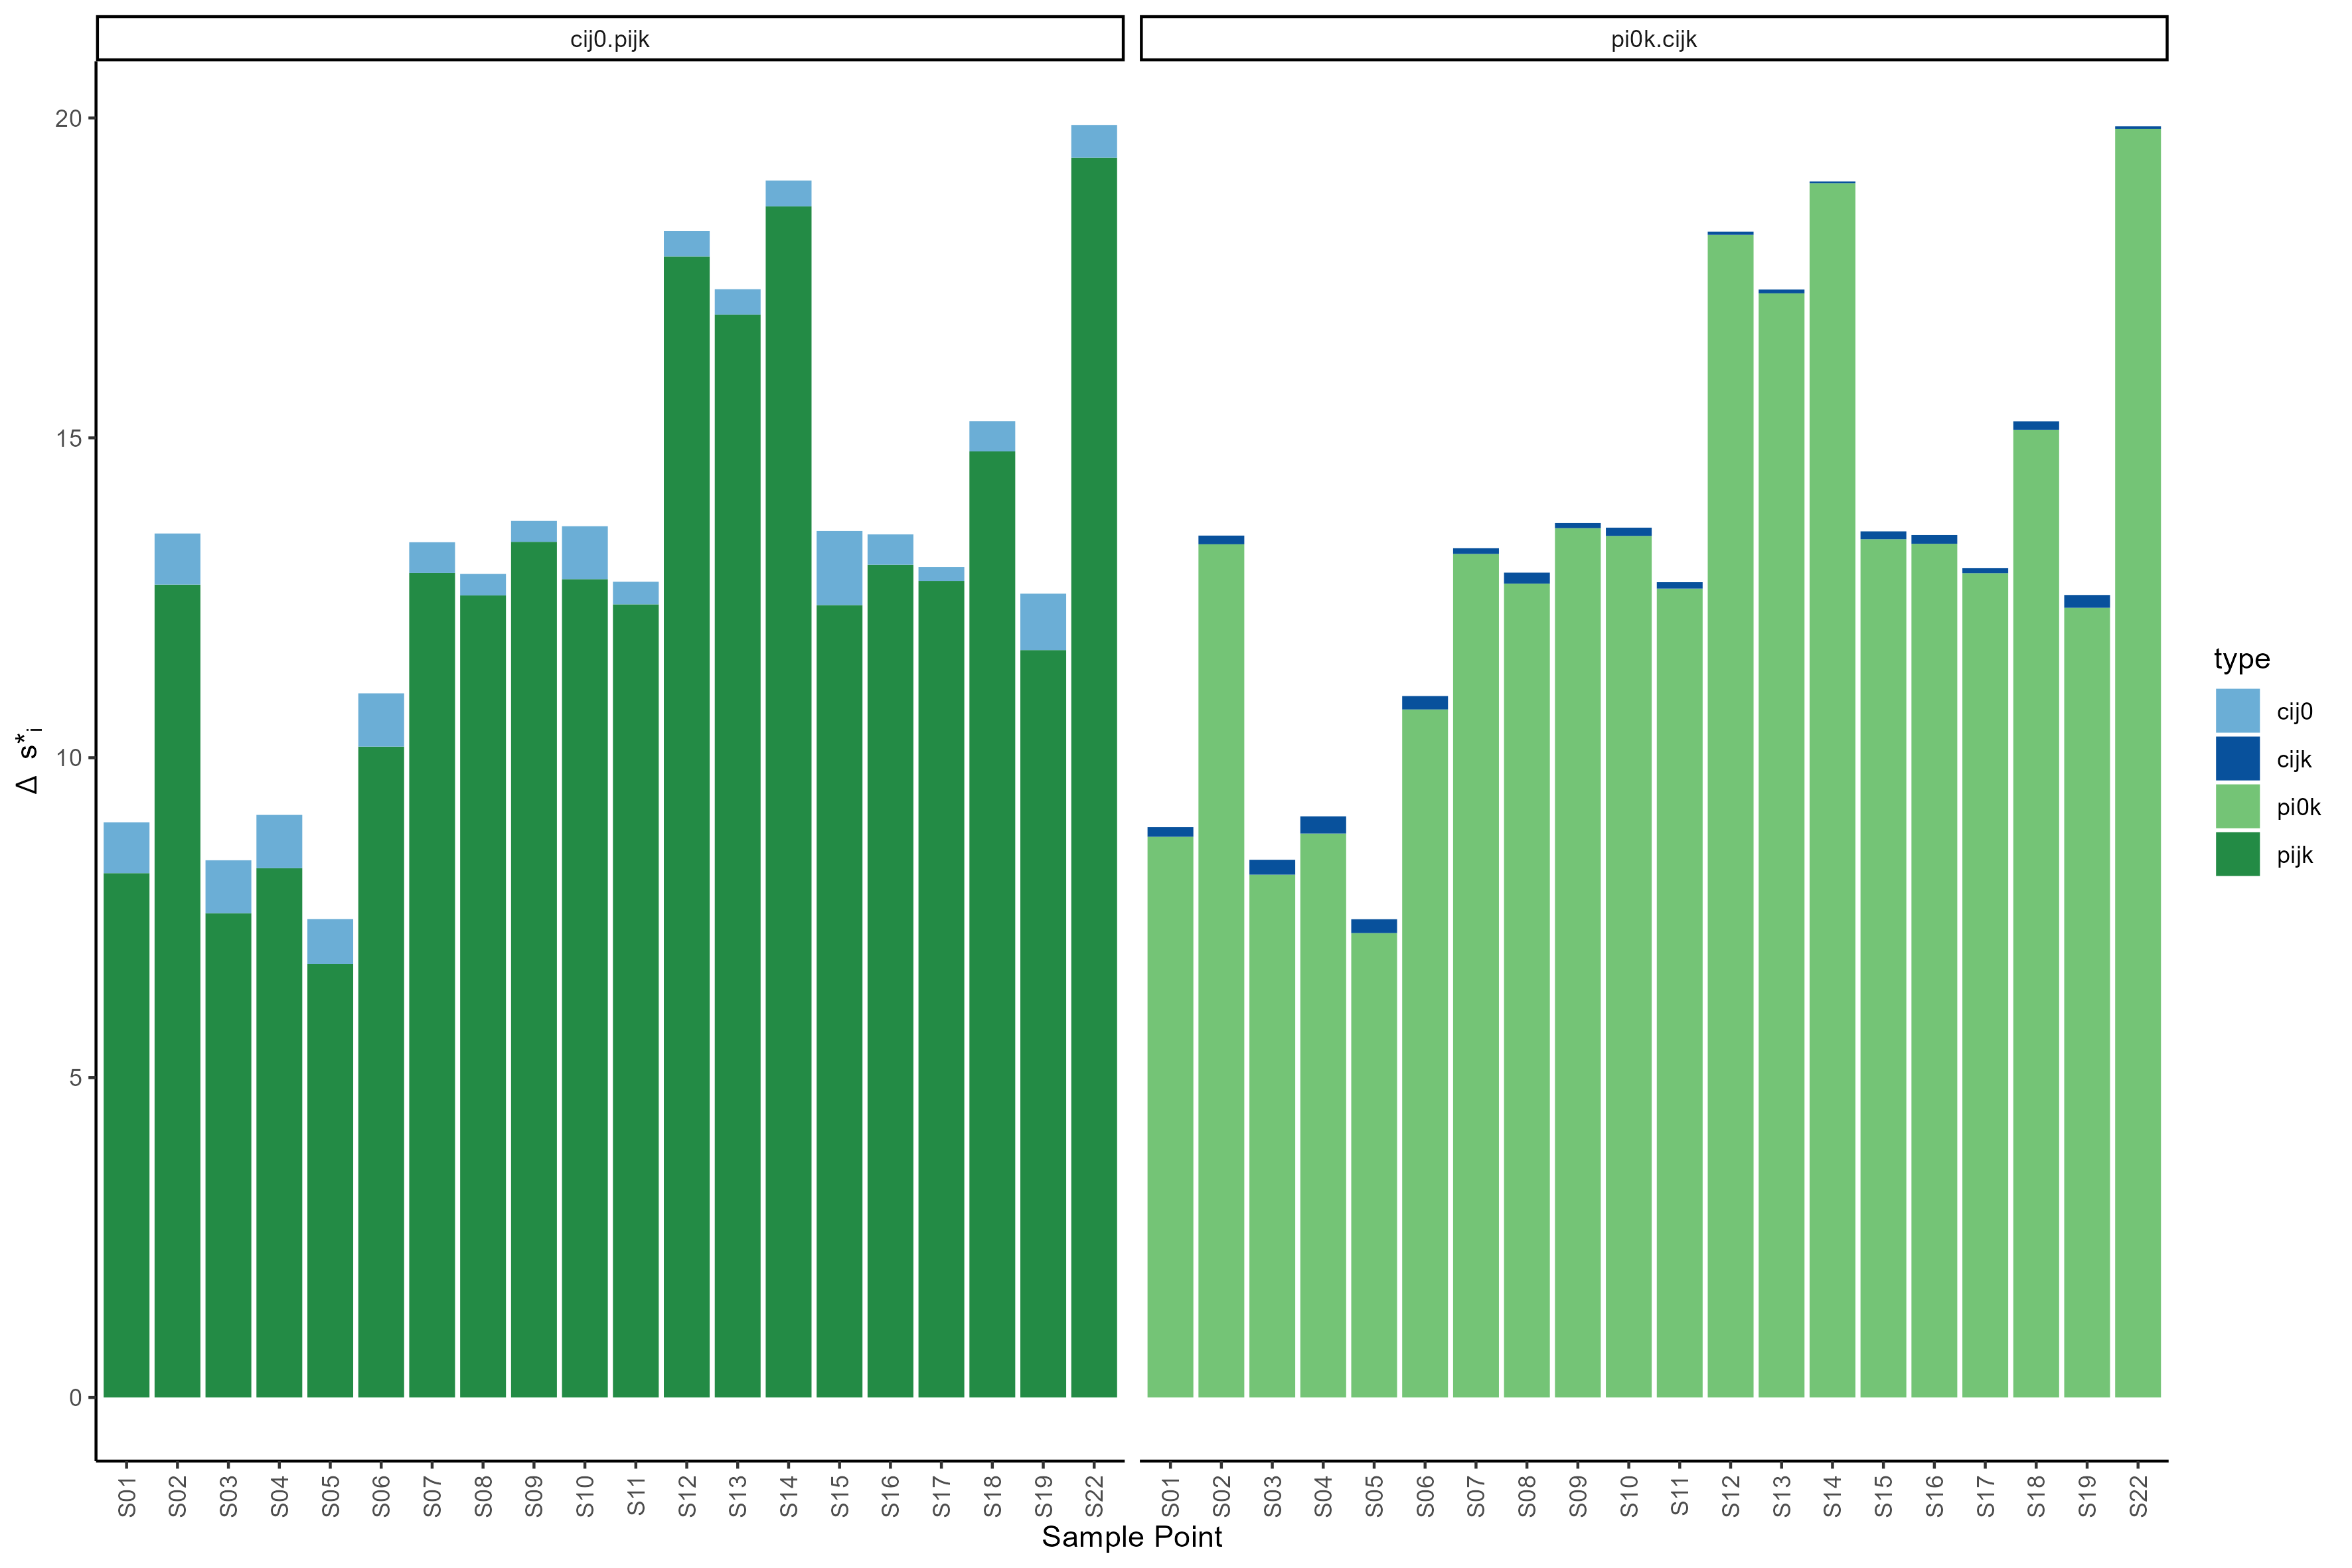 cij0.pijk
pi0k.cijk
20
15
10
5
0
Δ s*i
S01 S02 S03 S04 S05 S06 S07 S08 S09 S10 S11 S12 S13 S14 S15 S16 S17 S18 S19 S22
S01 S02 S03 S04 S05 S06 S07 S08 S09 S10 S11 S12 S13 S14 S15 S16 S17 S18 S19 S22
Sample Point
type
cij0
cijk
pi0k
pijk